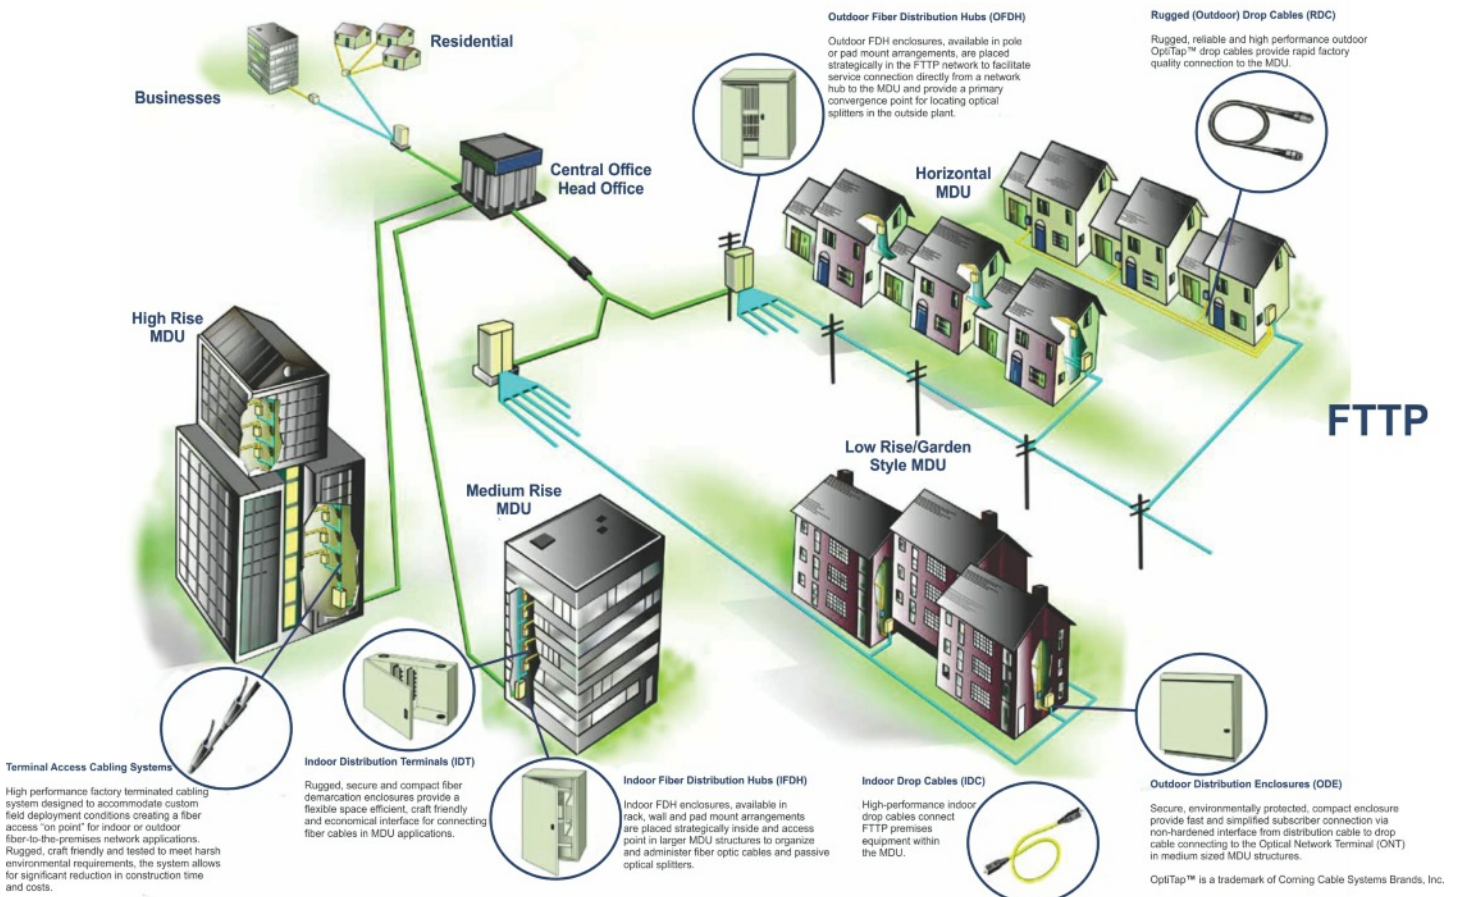 Residential
Businesses
Central Office
Head Office
Outdoor Fiber Distribution Hubs (OFDH)
Outdoor FDH enclosures, available in pole
or pad mount arrangements, are placed
strategically in the FTTP network to facilitate
service connection directly from a network
hub to the MDU and provide a primary
convergence point for locating optical
splitters in the outside plant.
Rugged (Outdoor) Drop Cables (RDC)
Rugged, reliable and high performance outdoor
OptiTap™ drop cables provide rapid factory
quality connection to the MDU.
Horizontal
MDU
High Rise
MDU
FTTP
Low Rise/Garden
Style MDU
Medium Rise
MDU
Terminal Access Cabling Systems
High performance factory terminated cabling
system designed to accommodate custom
field deployment conditions creating a fiber
access "on point" for indoor or outdoor
fiber-to-the-premises network applications.
Rugged, craft friendly and tested to meet harsh
environmental requirements, the system allows
for significant reduction in construction time
and costs.
Indoor Distribution Terminals (IDT)
Rugged, secure and compact fiber
demarcation enclosures provide a
flexible space efficient, craft friendly
and economical interface for connecting
fiber cables in MDU applications.
Indoor Fiber Distribution Hubs (IFDH)
Indoor FDH enclosures, available in
rack, wall and pad mount arrangements
are placed strategically inside and access
point in larger MDU structures to organize
and administer fiber optic cables and passive
optical splitters.
Indoor Drop Cables (IDC)
High-performance indoor
drop cables connect
FTTP premises
equipment within
the MDU.
Outdoor Distribution Enclosures (ODE)
Secure, environmentally protected, compact enclosure
provide fast and simplified subscriber connection via
non-hardened interface from distribution cable to drop
cable connecting to the Optical Network Terminal (ONT)
in medium sized MDU structures.
OptiTap™ is a trademark of Corning Cable Systems Brands, Inc.